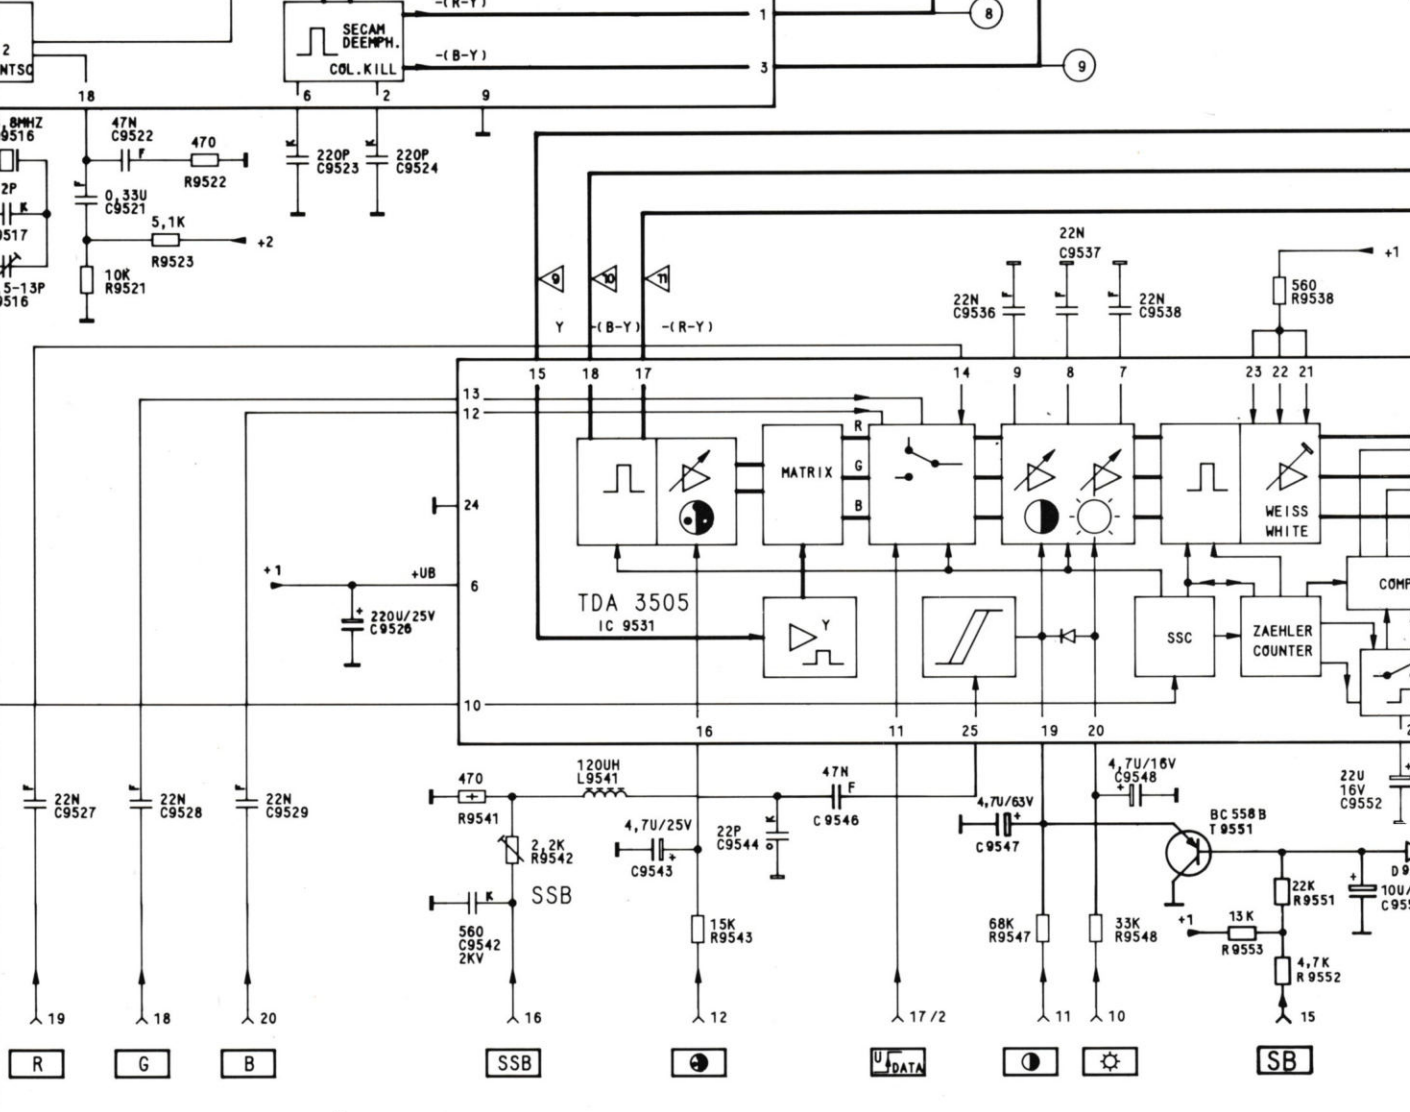 -(R-Y)
1
8
SECAM
DEEMPH.
COL.KILL
-(B-Y)
3
9
2
NTSC
18
6
2
9
,8MHZ
9516
47N
C9522
F
470
R9522
K
220P
C9523
K
220P
C9524
2P
K
9517
F
0,33U
C9521
5,1K
R9523
+2
,5-13P
9516
10K
R9521
9
10
11
Y
-(B-Y)
-(R-Y)
22N
C9537
22N
C9536
F
F
F
22N
C9538
+1
560
R9538
15
18
17
14
9
8
7
23
22
21
13
12
R
G
B
MATRIX
WEISS
WHITE
24
+1
+UB
6
220U/25V
C9526
+
TDA 3505
IC 9531
Y
SSC
ZAEHLER
COUNTER
COMP
10
16
11
25
19
20
F
22N
C9527
F
22N
C9528
F
22N
C9529
470
R9541
120UH
L9541
2,2K
R9542
4,7U/25V
C9543
+
22P
C9544
K
47N
F
C9546
4,7U/63V
+
C9547
4,7U/16V
C9548
+
BC 558B
T 9551
22U
16V
C9552
+
K
SSB
560
C9542
2KV
15K
R9543
68K
R9547
33K
R9548
+1
13K
R9553
22K
R9551
+
10U/
C955
D9
4,7K
R9552
19
18
20
16
12
17/2
11
10
15
R
G
B
SSB
U
DATA
SB